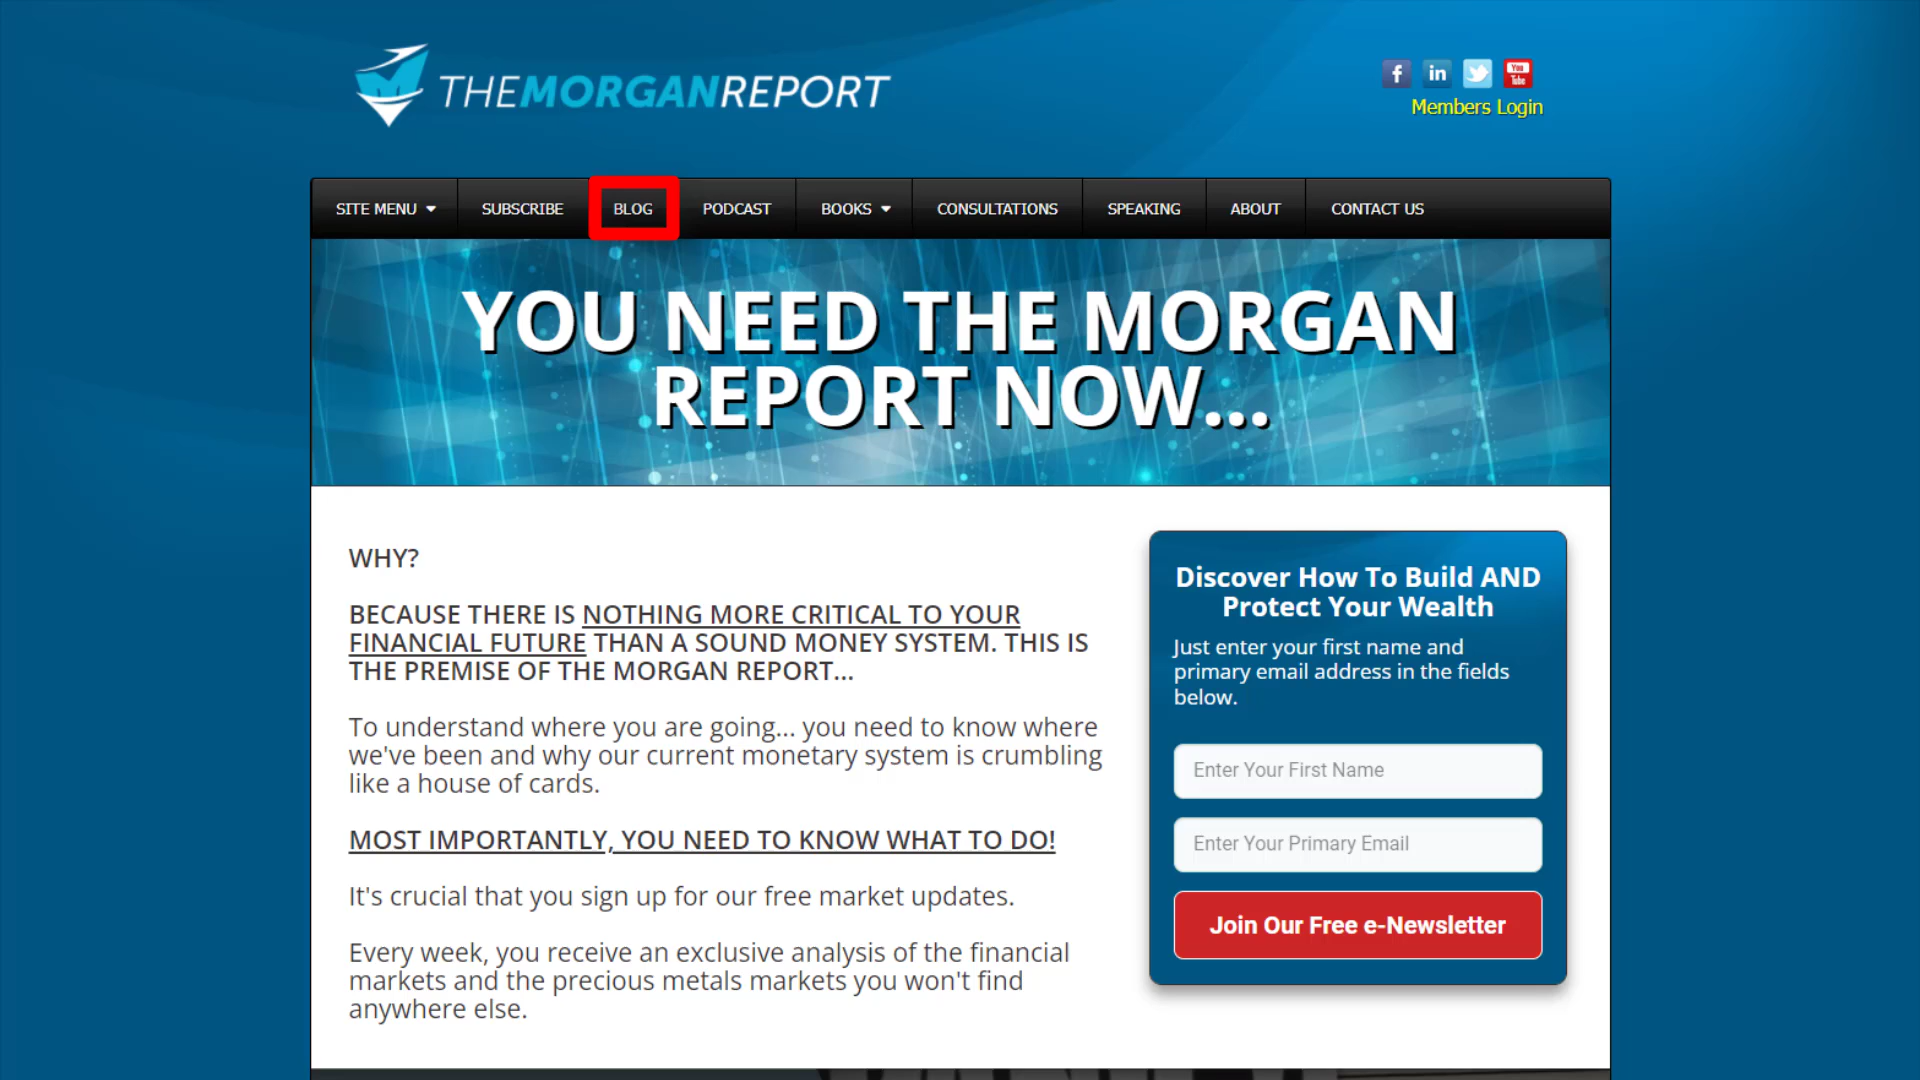 THEMORGANREPORT
You Tube
Members Login
SITE MENU SUBSCRIBE BLOG PODCAST BOOKS CONSULTATIONS SPEAKING ABOUT CONTACT US
YOU NEED THE MORGAN
REPORT NOW...
WHY?
BECAUSE THERE IS NOTHING MORE CRITICAL TO YOUR
FINANCIAL FUTURE THAN A SOUND MONEY SYSTEM. THIS IS
THE PREMISE OF THE MORGAN REPORT...
To understand where you are going... you need to know where
we've been and why our current monetary system is crumbling
like a house of cards.
MOST IMPORTANTLY, YOU NEED TO KNOW WHAT TO DO!
It's crucial that you sign up for our free market updates.
Every week, you receive an exclusive analysis of the financial
markets and the precious metals markets you won't find
anywhere else.
Discover How To Build AND
Protect Your Wealth
Just enter your first name and
primary email address in the fields
below.
Enter Your First Name
Enter Your Primary Email
Join Our Free e-Newsletter